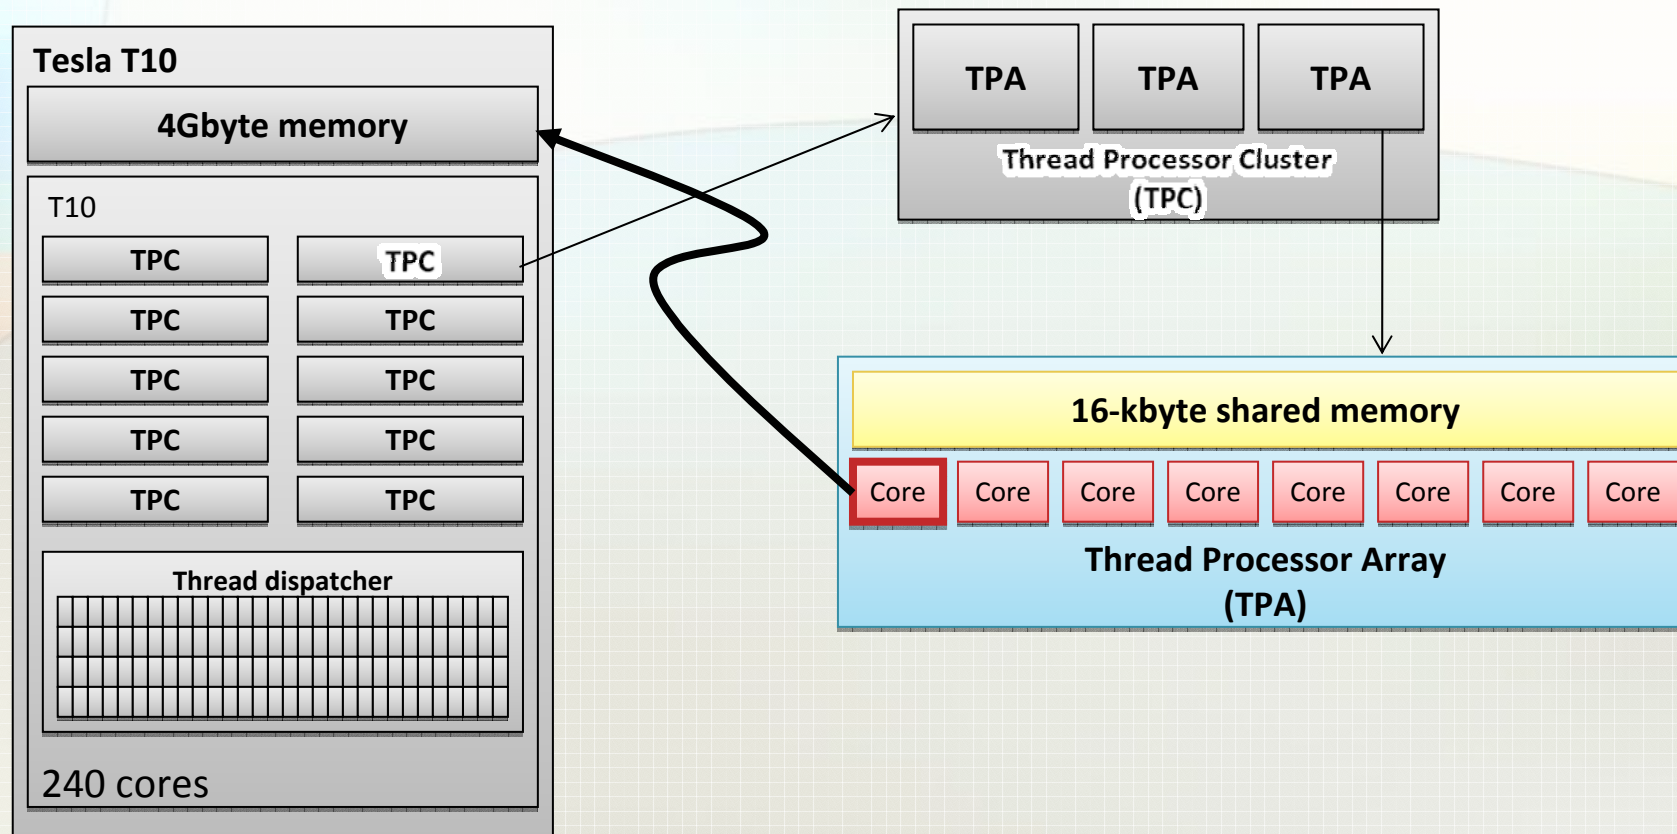 Tesla T10
4Gbyte memory
T10
TPC TPC
TPC TPC
TPC TPC
TPC TPC
TPC TPC
Thread dispatcher
240 cores
TPA TPA TPA
Thread Processor Cluster
(TPC)
16-kbyte shared memory
Core Core Core Core Core Core Core Core
Thread Processor Array
(TPA)